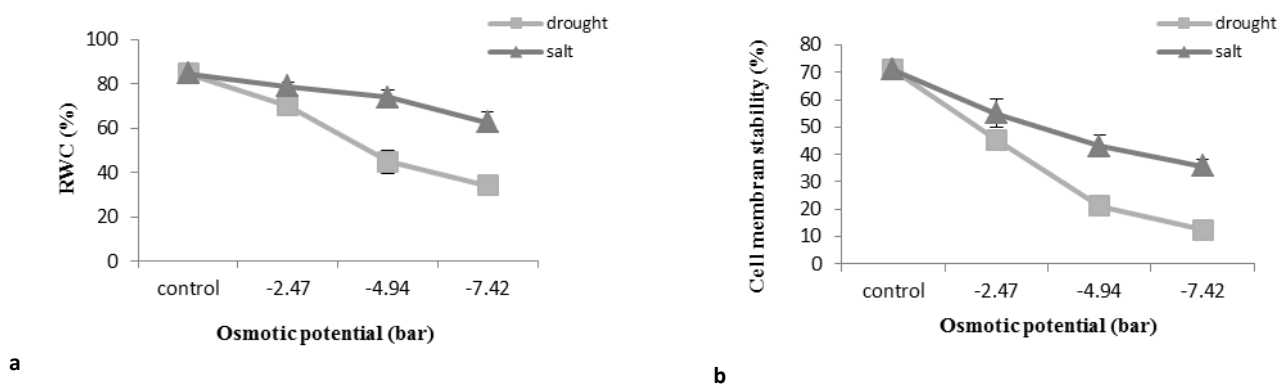 drought
salt
100
80
60
40
20
0
RWC (%)
control -2.47 -4.94 -7.42
Osmotic potential (bar)
a
drought
salt
80
70
60
50
40
30
20
10
0
Cell membran stability (%)
control -2.47 -4.94 -7.42
Osmotic potential (bar)
b